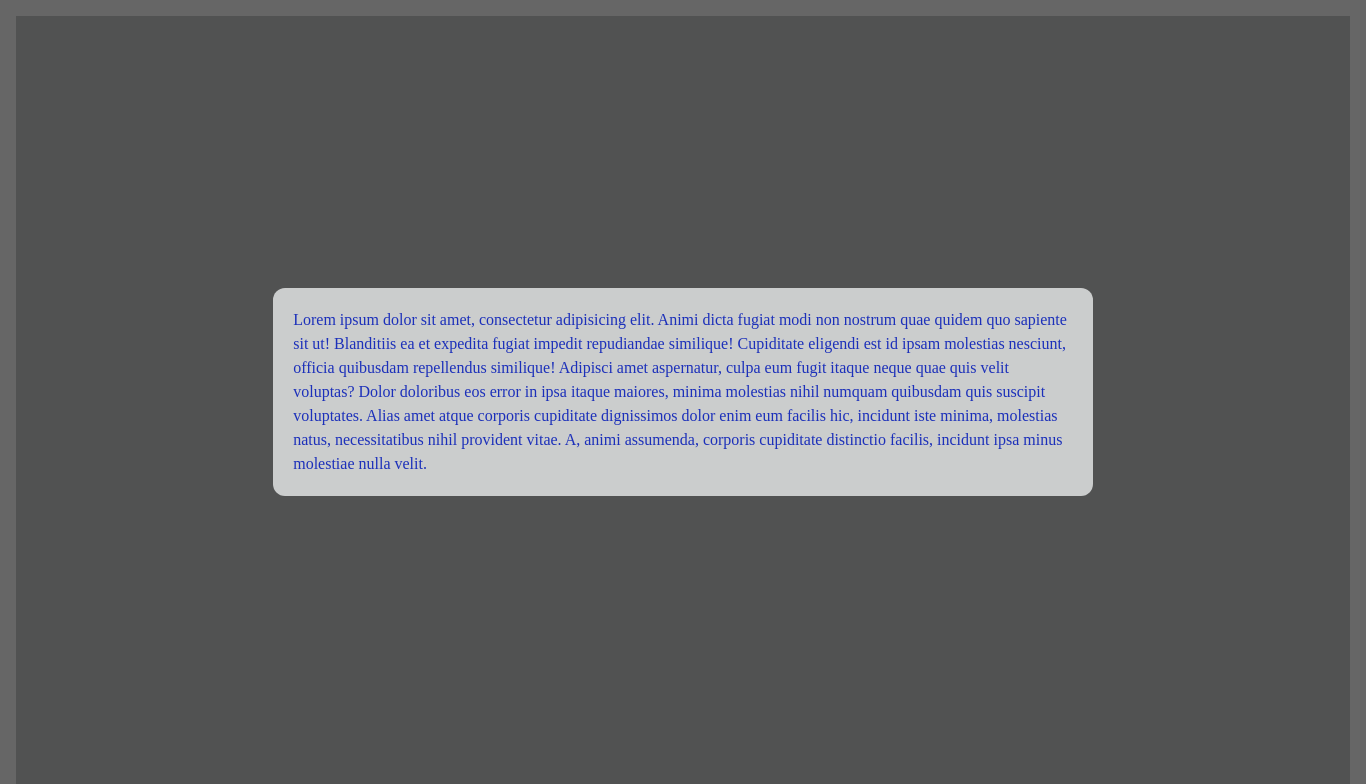 Lorem ipsum dolor sit amet, consectetur adipisicing elit. Animi dicta fugiat modi non nostrum quae quidem quo sapiente
sit ut! Blanditiis ea et expedita fugiat impedit repudiandae similique! Cupiditate eligendi est id ipsam molestias nesciunt,
officia quibusdam repellendus similique! Adipisci amet aspernatur, culpa eum fugit itaque neque quae quis velit
voluptas? Dolor doloribus eos error in ipsa itaque maiores, minima molestias nihil numquam quibusdam quis suscipit
voluptates. Alias amet atque corporis cupiditate dignissimos dolor enim eum facilis hic, incidunt iste minima, molestias
natus, necessitatibus nihil provident vitae. A, animi assumenda, corporis cupiditate distinctio facilis, incidunt ipsa minus
molestiae nulla velit.